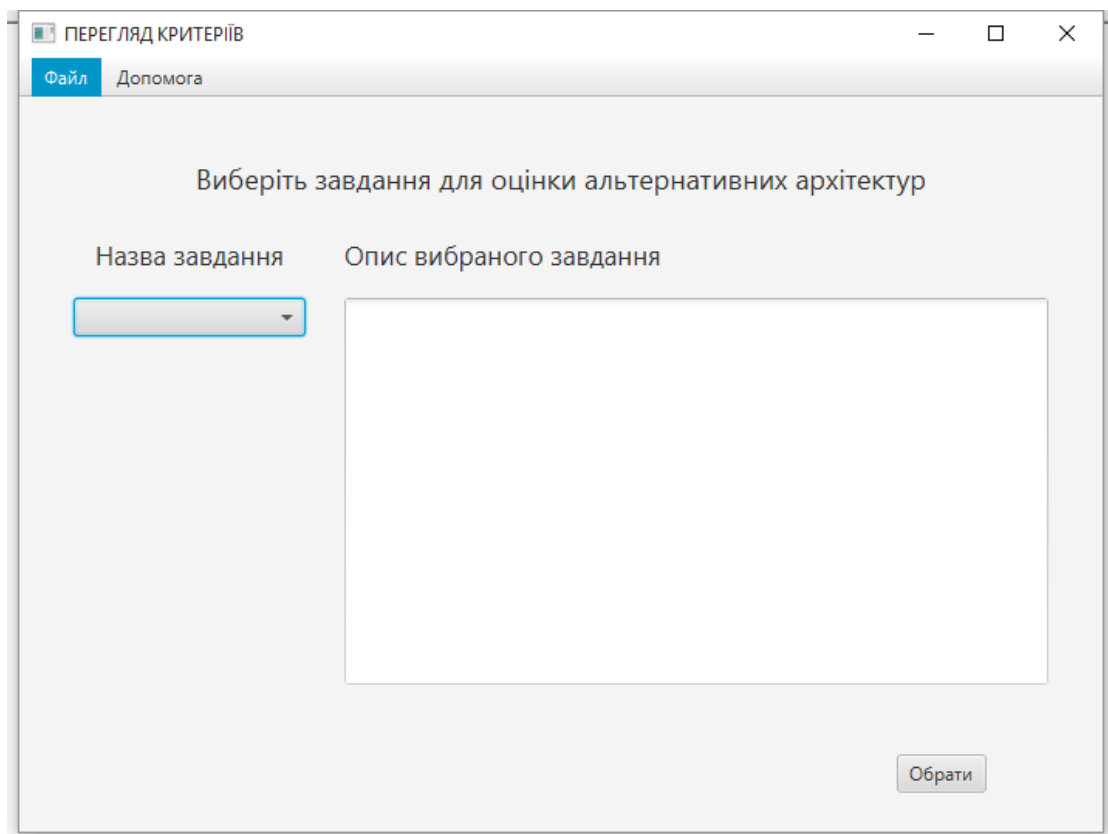 ПЕРЕГЛЯД КРИТЕРІЇВ
Файл Допомога
Виберіть завдання для оцінки альтернативних архітектур
Назва завдання Опис вибраного завдання
Обрати